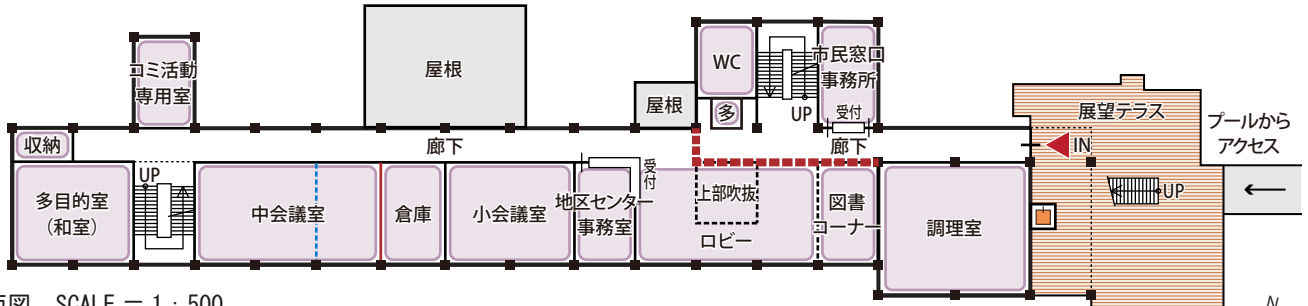 コミ活動
専用室
屋根
WC
市民窓口
事務所
屋根
多
UP
受付
展望テラス
プールから
アクセス
収納
廊下
廊下
IN
UP
受付
多目的室
(和室)
中会議室
倉庫
小会議室
地区センター
事務室
上部吹抜
ロビー
図書
コーナー
調理室
UP
面図 SCALE = 1 : 500
N